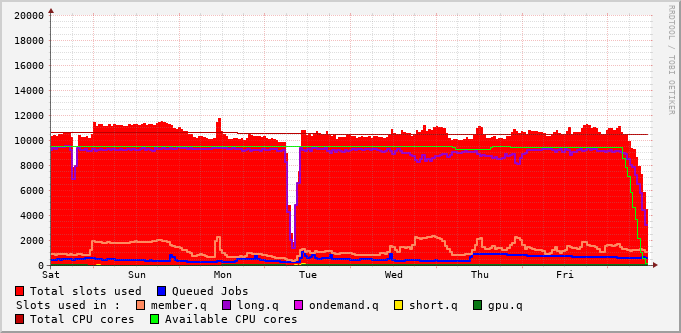 RRDTOOL / TOBI OETIKER
20000
18000
16000
14000
12000
10000
8000
6000
4000
2000
0
Sat Sun Mon Tue Wed Thu Fri
Total slots used Queued Jobs
Slots used in : member.q long.q ondemand.q short.q gpu.q
Total CPU cores Available CPU cores